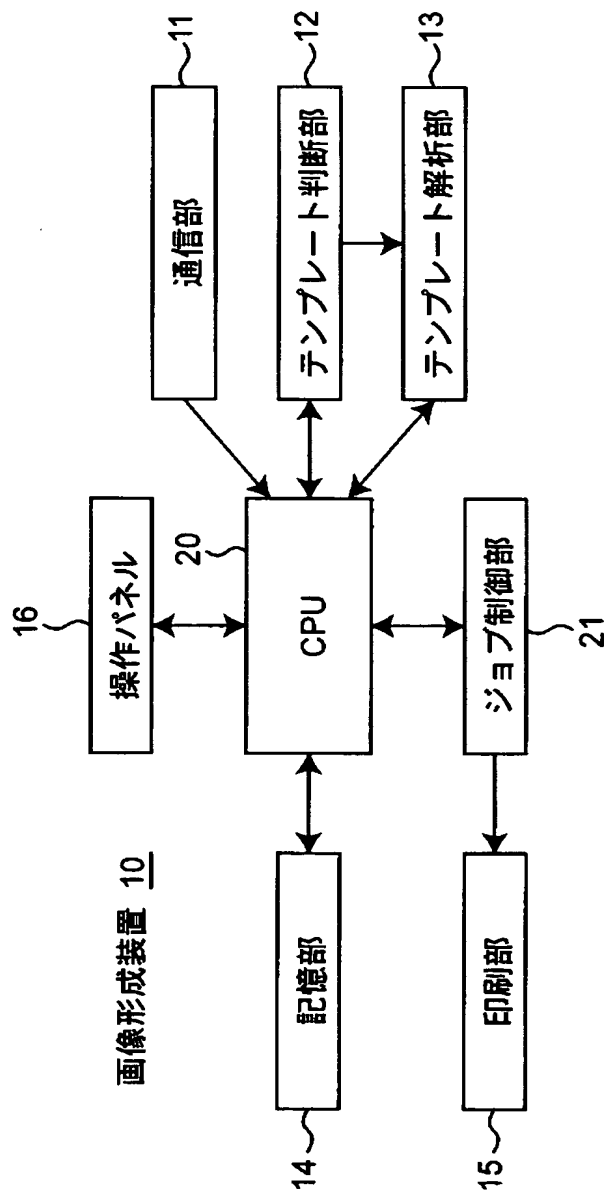 画像形成装置 10
16
操作パネル
11
通信部
20
CPU
12
テンプレート判断部
13
テンプレート解析部
14
記憶部
21
ジョブ制御部
15
印刷部